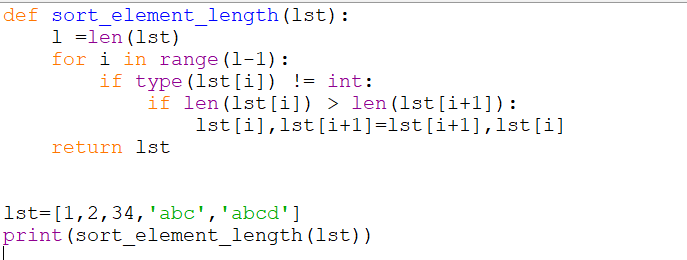 def sort_element_length(lst):
    l =len(lst)
    for i in range(l-1):
        if type(lst[i]) != int:
            if len(lst[i]) > len(lst[i+1]):
                lst[i],lst[i+1]=lst[i+1],lst[i]
    return lst
lst=[1,2,34,'abc','abcd']
print(sort_element_length(lst))